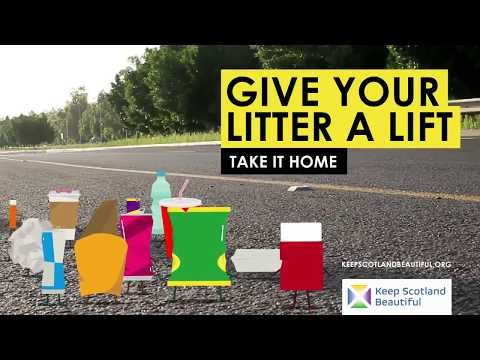 GIVE YOUR
LITTER A LIFT
TAKE IT HOME
KEEPSCOTLANDBEAUTIFUL.ORG
Keep Scotland
Beautiful